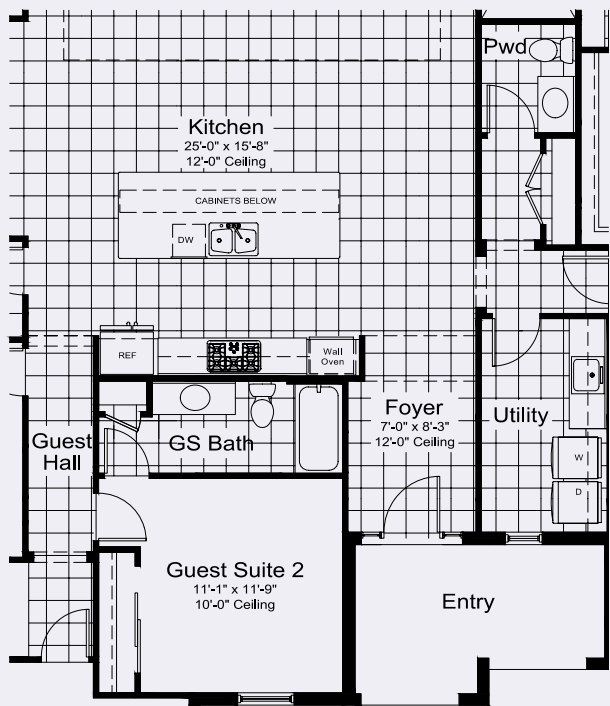 Pwd
Kitchen
25'-0" x 15'-8"
12'-0" Ceiling
CABINETS BELOW
DW
REF
Wall
Oven
Foyer
7'-0" x 8'-3"
12'-0" Ceiling
Utility
Guest
Hall
GS Bath
W
D
Guest Suite 2
11'-1" x 11'-9"
10'-0" Ceiling
Entry